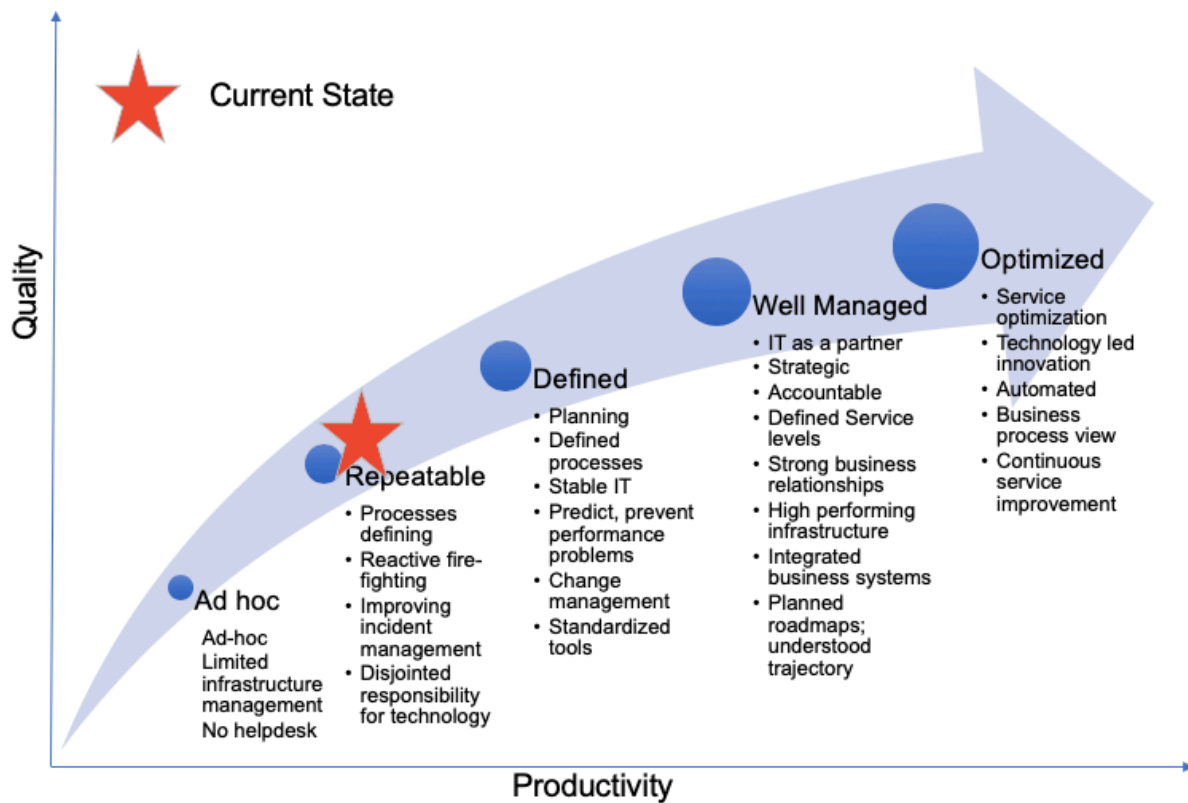 Current State
Quality
Optimized
• Service
optimization
• Technology led
innovation
• Automated
• Business
process view
• Continuous
service
improvement
Well Managed
• IT as a partner
• Strategic
• Accountable
• Defined Service
levels
• Strong business
relationships
• High performing
infrastructure
• Integrated
business systems
• Planned
roadmaps;
understood
trajectory
Defined
• Planning
• Defined
processes
• Stable IT
• Predict, prevent
performance
problems
• Change
management
• Standardized
tools
Repeatable
• Processes
defining
• Reactive fire-
fighting
• Improving
incident
management
• Disjointed
responsibility
for technology
Ad hoc
Ad-hoc
Limited
infrastructure
management
No helpdesk
Productivity